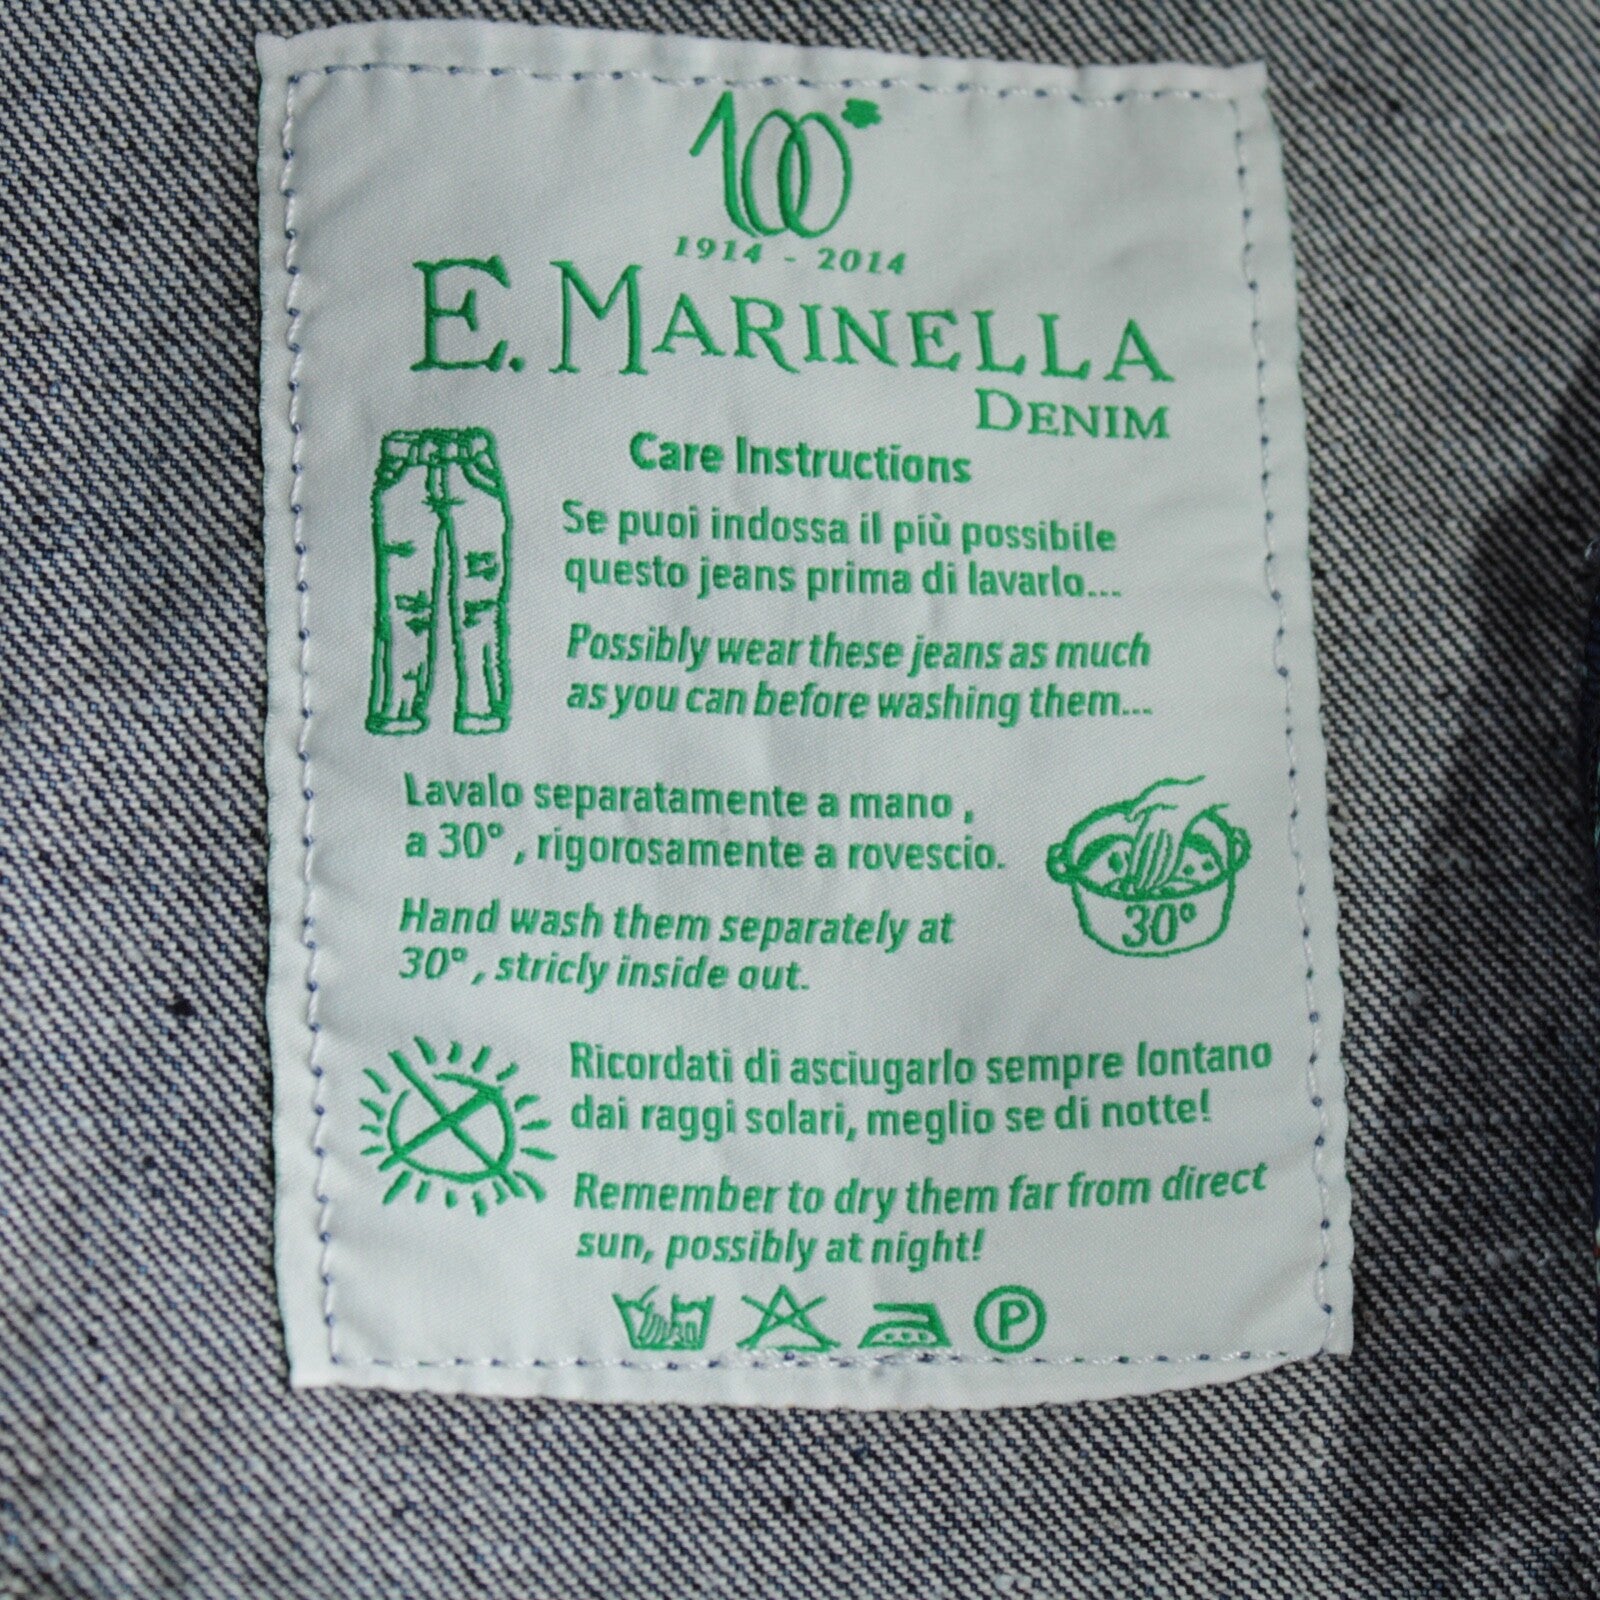 100
1914 - 2014
E. MARINELLA
DENIM
Care Instructions
Se puoi indossa il più possibile
questo jeans prima di lavarlo...
Possibly wear these jeans as much
as you can before washing them...
Lavalo separatamente a mano ,
a 30° , rigorosamente a rovescio.
30°
Hand wash them separately at
30° , stricly inside out.
Ricordati di asciugarlo sempre lontano
dai raggi solari, meglio se di notte!
Remember to dry them far from direct
sun, possibly at night!
30 P